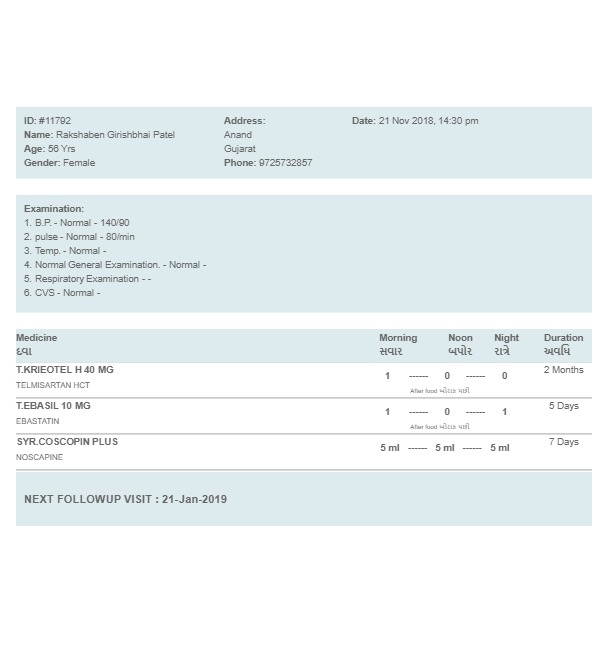 ID: #11792
Name: Rakshaben Girishbhai Patel
Age: 56 Yrs
Gender: Female
Address:
Anand
Gujarat
Phone: 9725732857
Date: 21 Nov 2018, 14:30 pm
Examination:
1. B.P. - Normal - 140/90
2. pulse - Normal - 80/min
3. Temp. - Normal -
4. Normal General Examination. - Normal -
5. Respiratory Examination - -
6. CVS - Normal -
Medicine Morning Noon Night Duration
દવા સવાર બપોર રાત્રે અવધિ
T.KRIEOTEL H 40 MG 1 ------ 0 ------ 0 2 Months
TELMISARTAN HCT After food ખોરાક પછી
T.EBASIL 10 MG 1 ------ 0 ------ 1 5 Days
EBASTATIN After food ખોરાક પછી
SYR.COSCOPIN PLUS 5 ml ------ 5 ml ------ 5 ml 7 Days
NOSCAPINE
NEXT FOLLOWUP VISIT : 21-Jan-2019